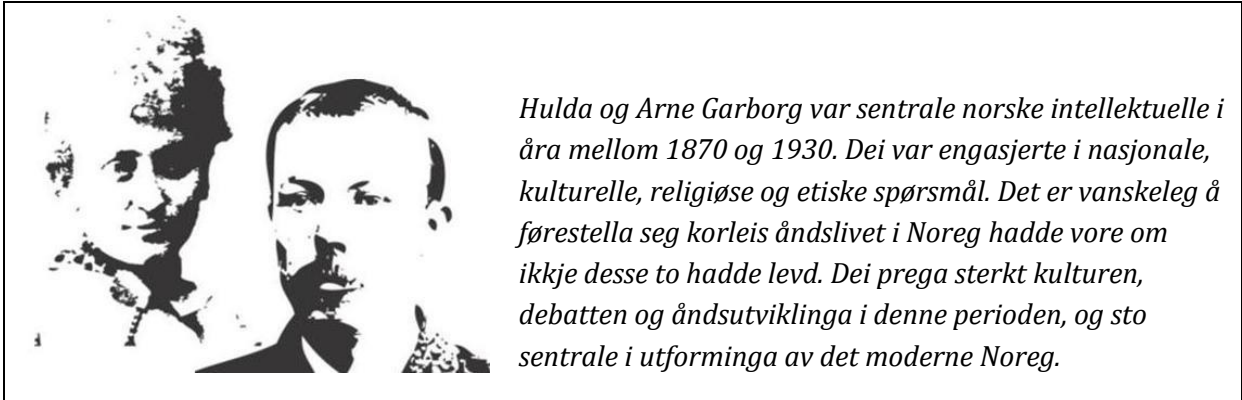 Hulda og Arne Garborg var sentrale norske intellektuelle i
åra mellom 1870 og 1930. Dei var engasjerte i nasjonale,
kulturelle, religiøse og etiske spørsmål. Det er vanskeleg å
førestella seg korleis åndslivet i Noreg hadde vore om
ikkje desse to hadde levd. Dei prega sterkt kulturen,
debatten og åndsutviklinga i denne perioden, og sto
sentrale i utforminga av det moderne Noreg.